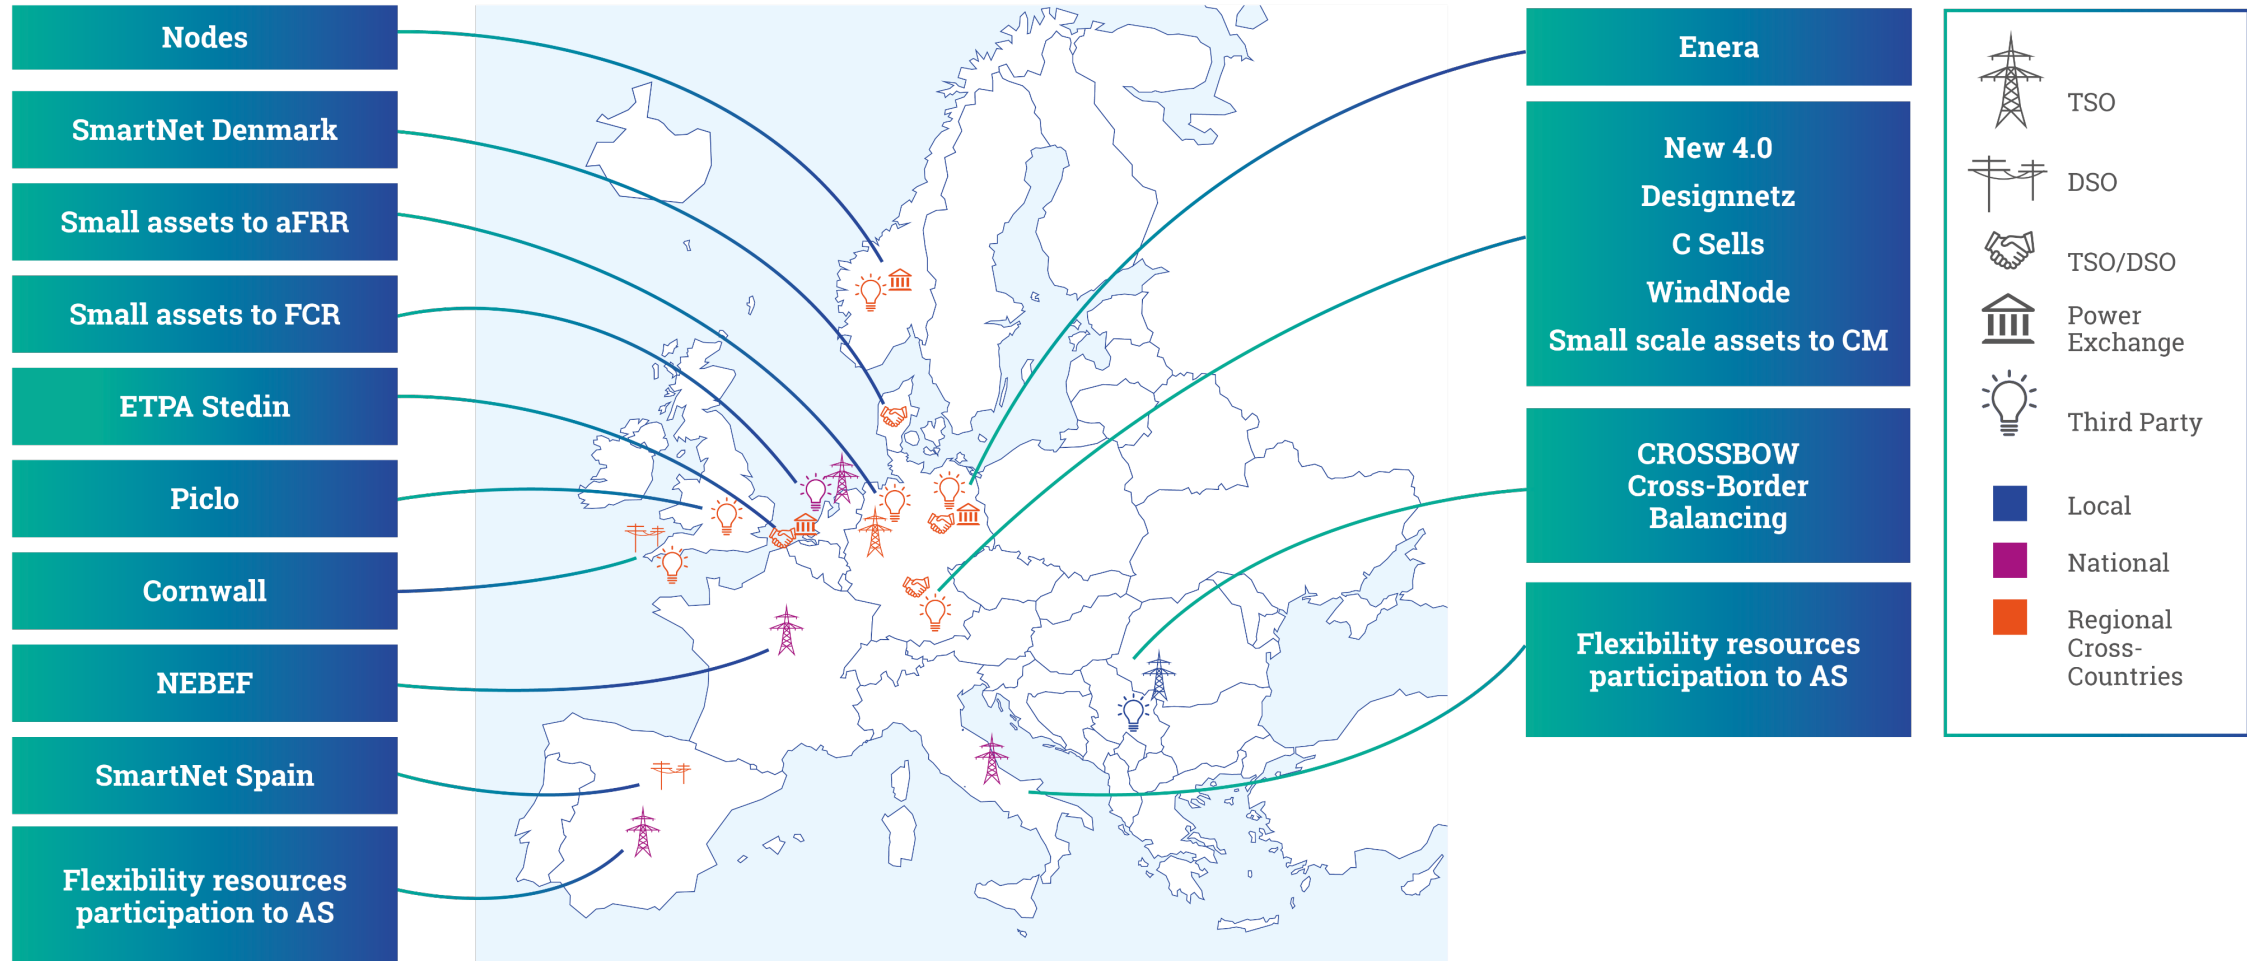 Nodes
SmartNet Denmark
Small assets to aFRR
Small assets to FCR
ETPA Stedin
Piclo
Cornwall
NEBEF
SmartNet Spain
Flexibility resources
participation to AS
Enera
New 4.0
Designnetz
C Sells
WindNode
Small scale assets to CM
CROSSBOW
Cross-Border
Balancing
Flexibility resources
participation to AS
TSO
DSO
TSO/DSO
Power
Exchange
Third Party
Local
National
Regional
Cross-
Countries